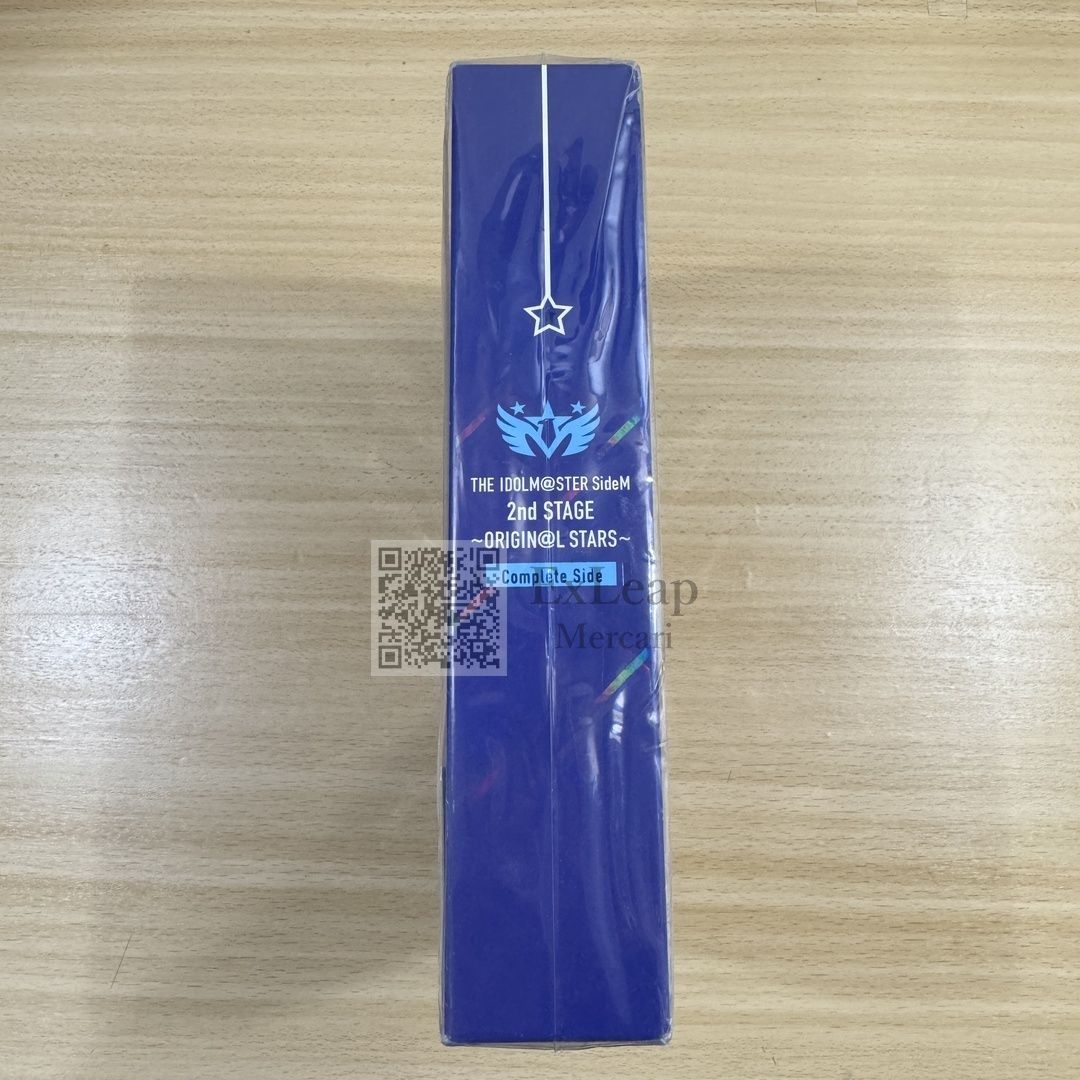 THE IDOLM@STER SideM
2nd STAGE
~ORIGIN@L STARS~
Complete Side
ExLeap
Mercari